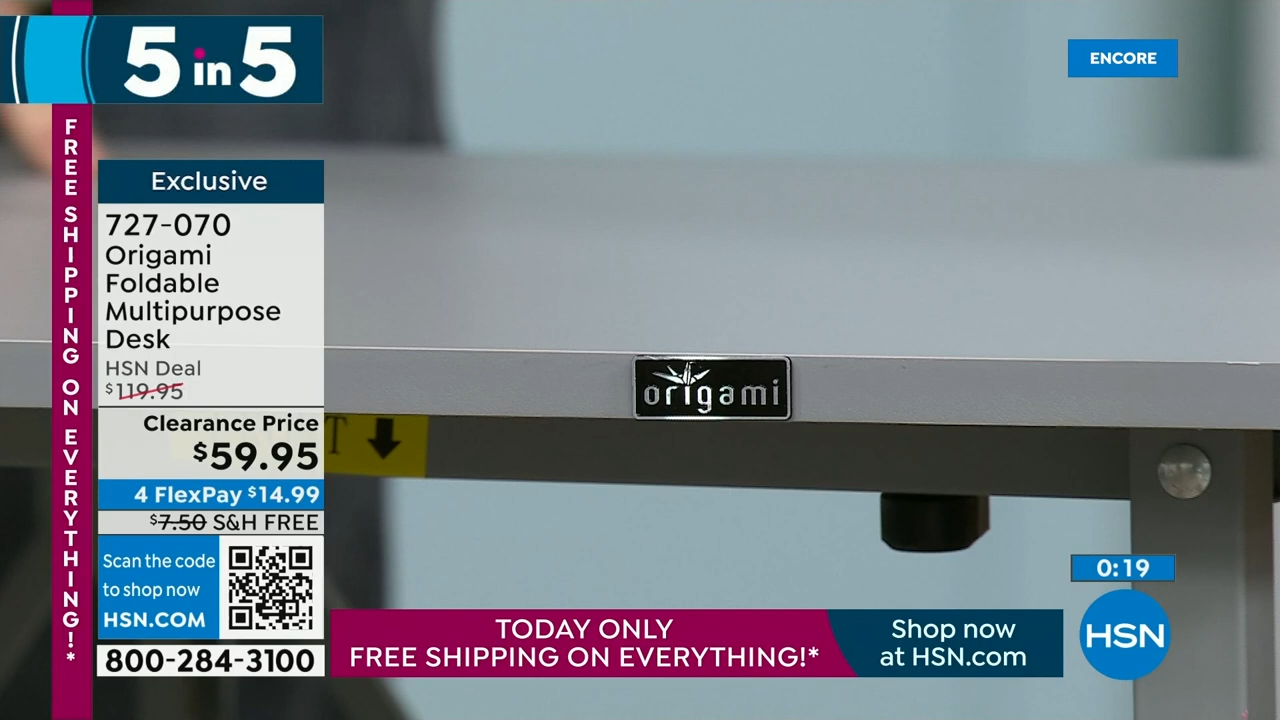 5 in 5
ENCORE
FREE SHIPPING ON EVERYTHING!*
Exclusive
727-070
Origami
Foldable
Multipurpose
Desk
HSN Deal
$119.95
Clearance Price
$59.95
4 FlexPay $14.99
$7.50 S&H FREE
Scan the code
to shop now
HSN.COM
800-284-3100
origami
T
0:19
HSN
TODAY ONLY
FREE SHIPPING ON EVERYTHING!*
Shop now
at HSN.com